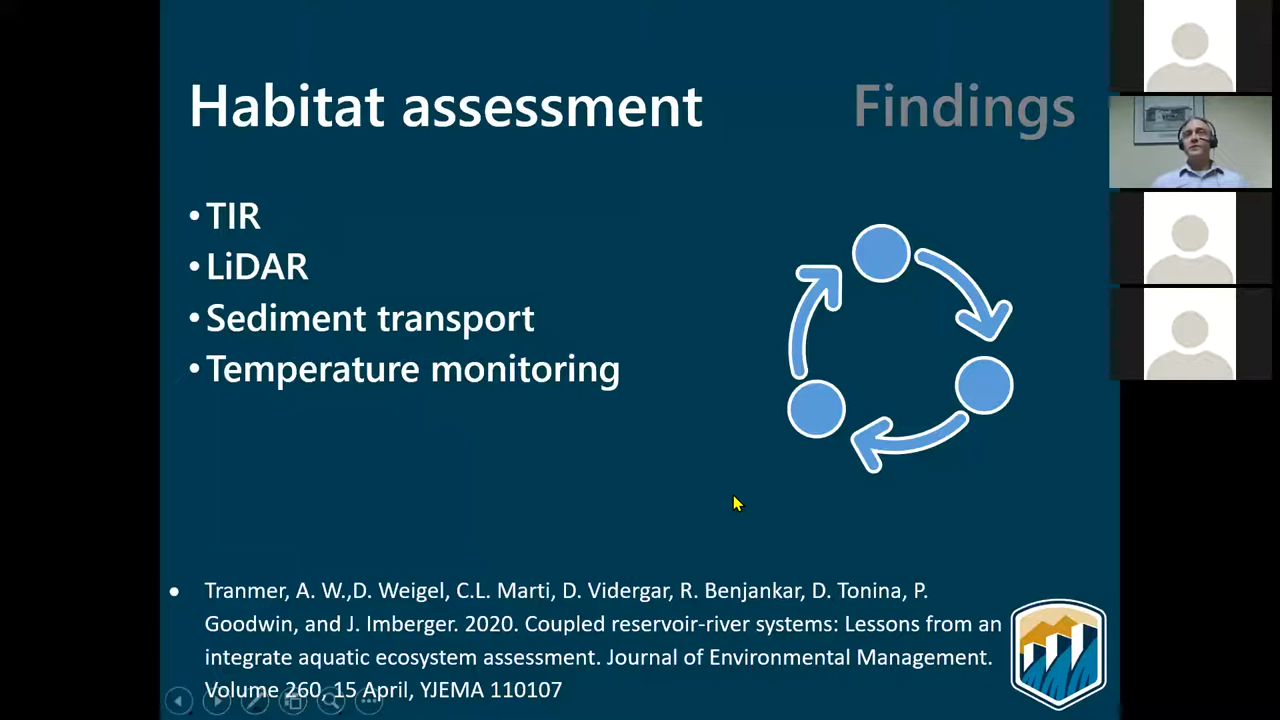 Habitat assessment
Findings
• TIR
• LiDAR
• Sediment transport
• Temperature monitoring
• Tranmer, A. W.,D. Weigel, C.L. Marti, D. Vidergar, R. Benjankar, D. Tonina, P.
Goodwin, and J. Imberger. 2020. Coupled reservoir-river systems: Lessons from an
integrate aquatic ecosystem assessment. Journal of Environmental Management.
Volume 260, 15 April, YJEMA 110107